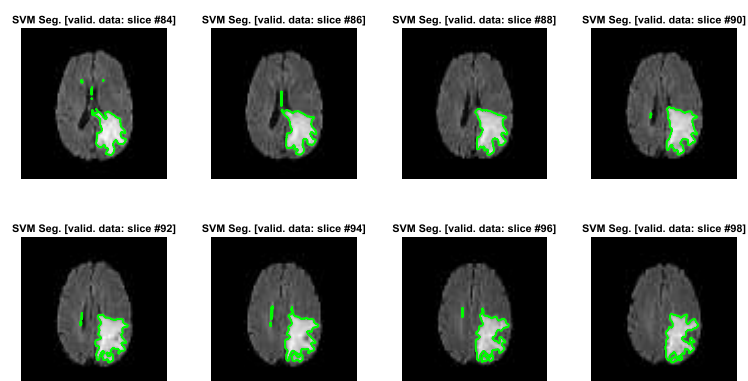 SVM Seg. [valid. data: slice #84]
SVM Seg. [valid. data: slice #86]
SVM Seg. [valid. data: slice #88]
SVM Seg. [valid. data: slice #90]
SVM Seg. [valid. data: slice #92]
SVM Seg. [valid. data: slice #94]
SVM Seg. [valid. data: slice #96]
SVM Seg. [valid. data: slice #98]